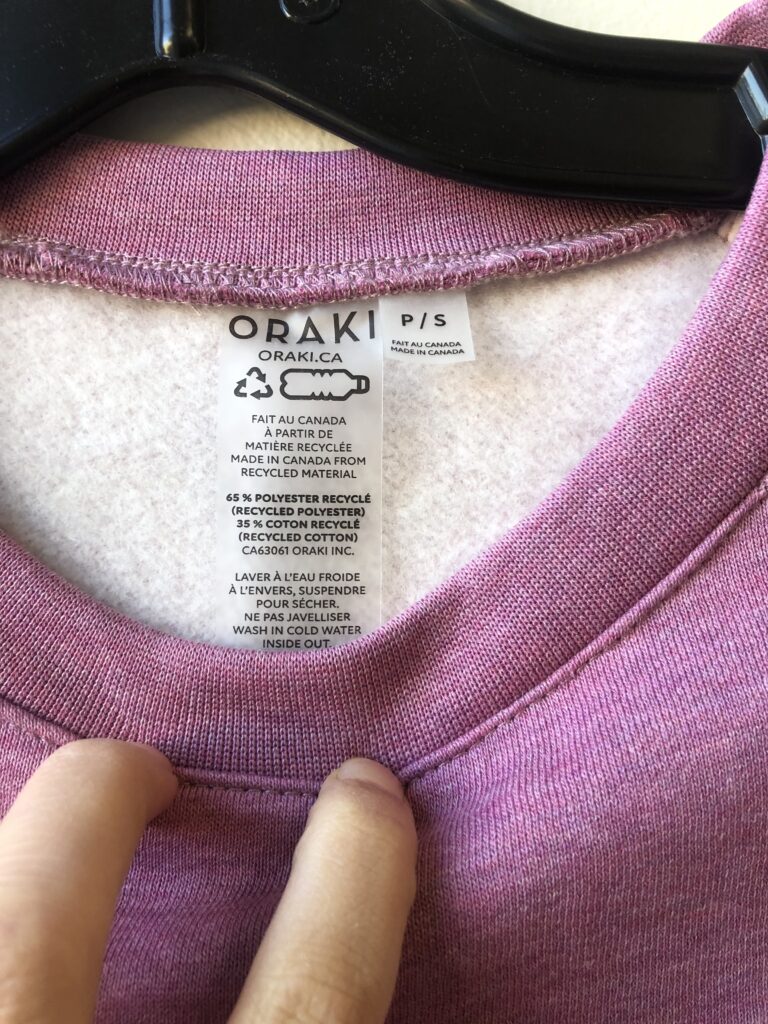 ORAKI
ORAKI.CA
FAIT AU CANADA
À PARTIR DE
MATIÈRE RECYCLÉE
MADE IN CANADA FROM
RECYCLED MATERIAL
65 % POLYESTER RECYCLÉ
(RECYCLED POLYESTER)
35 % COTON RECYCLÉ
(RECYCLED COTTON)
CA63061 ORAKI INC.
LAVER À L'EAU FROIDE
À L'ENVERS, SUSPENDRE
POUR SÉCHER.
NE PAS JAVELLISER
WASH IN COLD WATER
INSIDE OUT
P / S
FAIT AU CANADA
MADE IN CANADA